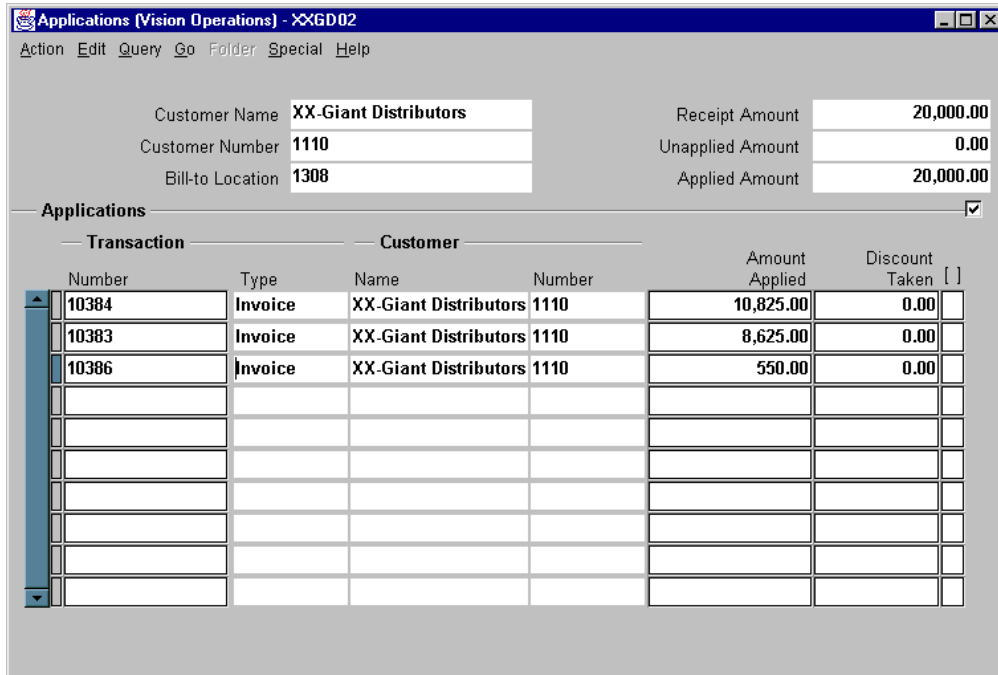 Applications (Vision Operations) - XXGD02
Action Edit Query Go Folder Special Help
Customer Name XX-Giant Distributors Receipt Amount 20,000.00
Customer Number 1110 Unapplied Amount 0.00
Bill-to Location 1308 Applied Amount 20,000.00
Applications
Transaction Customer
Amount Discount
Number Type Name Number Applied Taken [ ]
10384 Invoice XX-Giant Distributors 1110 10,825.00 0.00
10383 Invoice XX-Giant Distributors 1110 8,625.00 0.00
10386 Invoice XX-Giant Distributors 1110 550.00 0.00